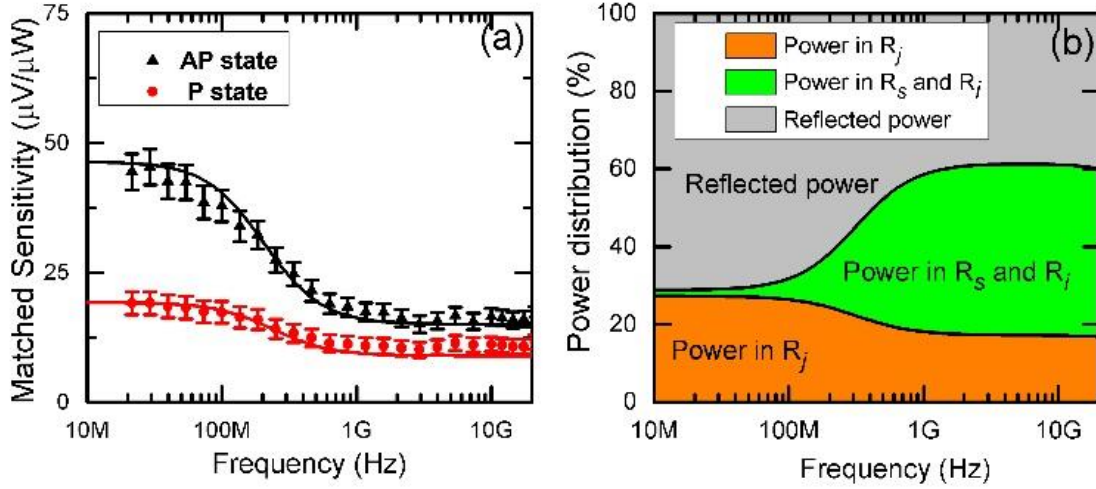 (a)
AP state
P state
Matched Sensitivity (µV/µW)
75
50
25
0
10M 100M 1G 10G
Frequency (Hz)
(b)
Power in R_j
Power in R_s and R_i
Reflected power
Power distribution (%)
100
80
60
40
20
0
Reflected power
Power in R_s and R_i
Power in R_j
10M 100M 1G 10G
Frequency (Hz)